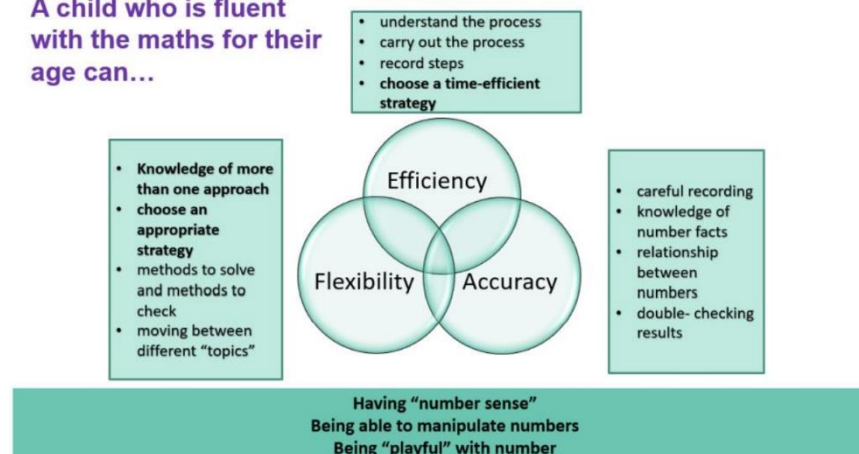 A child who is fluent
with the maths for their
age can…
• understand the process
• carry out the process
• record steps
• choose a time-efficient
strategy
• Knowledge of more
than one approach
• choose an
appropriate
strategy
• methods to solve
and methods to
check
• moving between
different “topics”
Efficiency
Flexibility
Accuracy
• careful recording
• knowledge of
number facts
• relationship
between
numbers
• double- checking
results
Having “number sense”
Being able to manipulate numbers
Being “playful” with number